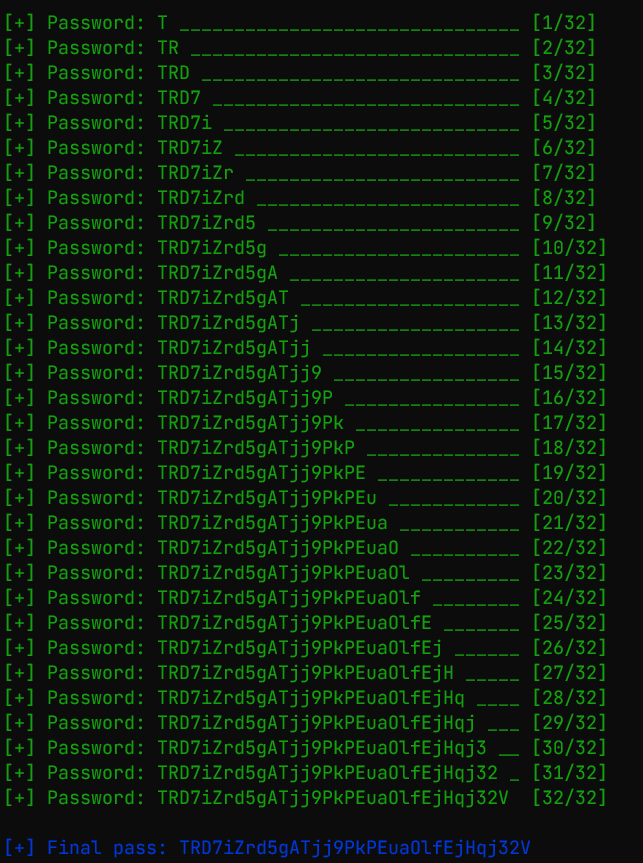 [+] Password: T _______________________________ [1/32]
[+] Password: TR ______________________________ [2/32]
[+] Password: TRD _____________________________ [3/32]
[+] Password: TRD7 ____________________________ [4/32]
[+] Password: TRD7i ___________________________ [5/32]
[+] Password: TRD7iZ __________________________ [6/32]
[+] Password: TRD7iZr _________________________ [7/32]
[+] Password: TRD7iZrd ________________________ [8/32]
[+] Password: TRD7iZrd5 _______________________ [9/32]
[+] Password: TRD7iZrd5g ______________________ [10/32]
[+] Password: TRD7iZrd5gA _____________________ [11/32]
[+] Password: TRD7iZrd5gAT ____________________ [12/32]
[+] Password: TRD7iZrd5gATj ___________________ [13/32]
[+] Password: TRD7iZrd5gATjj __________________ [14/32]
[+] Password: TRD7iZrd5gATjj9 _________________ [15/32]
[+] Password: TRD7iZrd5gATjj9P ________________ [16/32]
[+] Password: TRD7iZrd5gATjj9Pk _______________ [17/32]
[+] Password: TRD7iZrd5gATjj9PkP ______________ [18/32]
[+] Password: TRD7iZrd5gATjj9PkPE _____________ [19/32]
[+] Password: TRD7iZrd5gATjj9PkPEu ____________ [20/32]
[+] Password: TRD7iZrd5gATjj9PkPEua ___________ [21/32]
[+] Password: TRD7iZrd5gATjj9PkPEuaO __________ [22/32]
[+] Password: TRD7iZrd5gATjj9PkPEuaOl _________ [23/32]
[+] Password: TRD7iZrd5gATjj9PkPEuaOlf ________ [24/32]
[+] Password: TRD7iZrd5gATjj9PkPEuaOlfE _______ [25/32]
[+] Password: TRD7iZrd5gATjj9PkPEuaOlfEj ______ [26/32]
[+] Password: TRD7iZrd5gATjj9PkPEuaOlfEjH _____ [27/32]
[+] Password: TRD7iZrd5gATjj9PkPEuaOlfEjHq ____ [28/32]
[+] Password: TRD7iZrd5gATjj9PkPEuaOlfEjHqj ___ [29/32]
[+] Password: TRD7iZrd5gATjj9PkPEuaOlfEjHqj3 __ [30/32]
[+] Password: TRD7iZrd5gATjj9PkPEuaOlfEjHqj32 _ [31/32]
[+] Password: TRD7iZrd5gATjj9PkPEuaOlfEjHqj32V  [32/32]
[+] Final pass: TRD7iZrd5gATjj9PkPEuaOlfEjHqj32V